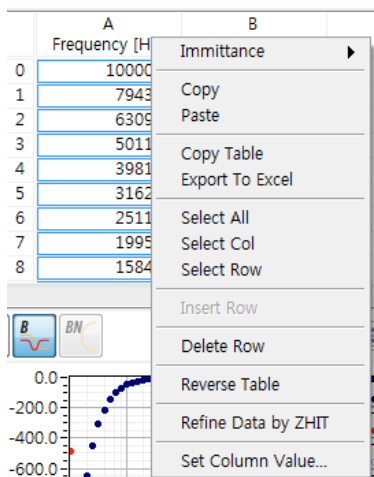 A B
Frequency [H
0 10000
1 7943
2 6309
3 5011
4 3981
5 3162
6 2511
7 1995
8 1584
Immittance
Copy
Paste
Copy Table
Export To Excel
Select All
Select Col
Select Row
Insert Row
Delete Row
Reverse Table
Refine Data by ZHIT
Set Column Value...
B BN
0.0
-200.0
-400.0
-600.0